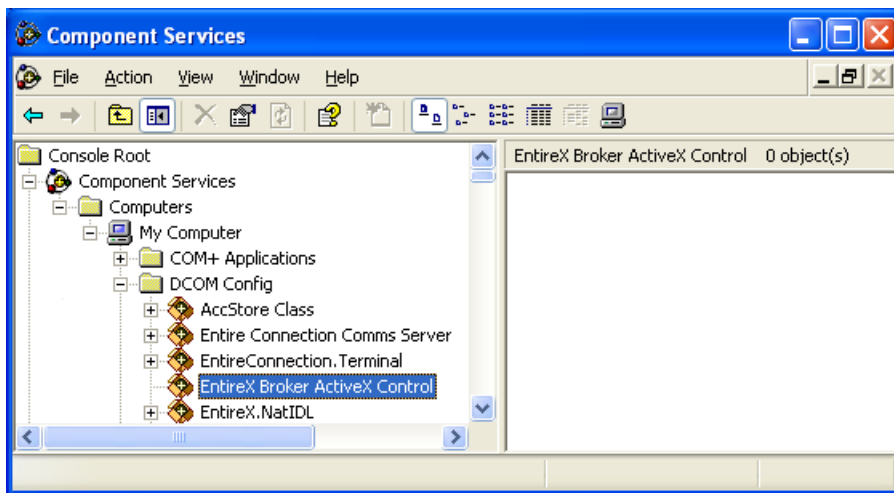 Component Services
File Action View Window Help
Console Root
Component Services
Computers
My Computer
COM+ Applications
DCOM Config
AccStore Class
Entire Connection Comms Server
EntireConnection.Terminal
EntireX Broker ActiveX Control
EntireX.NatIDL
EntireX Broker ActiveX Control 0 object(s)